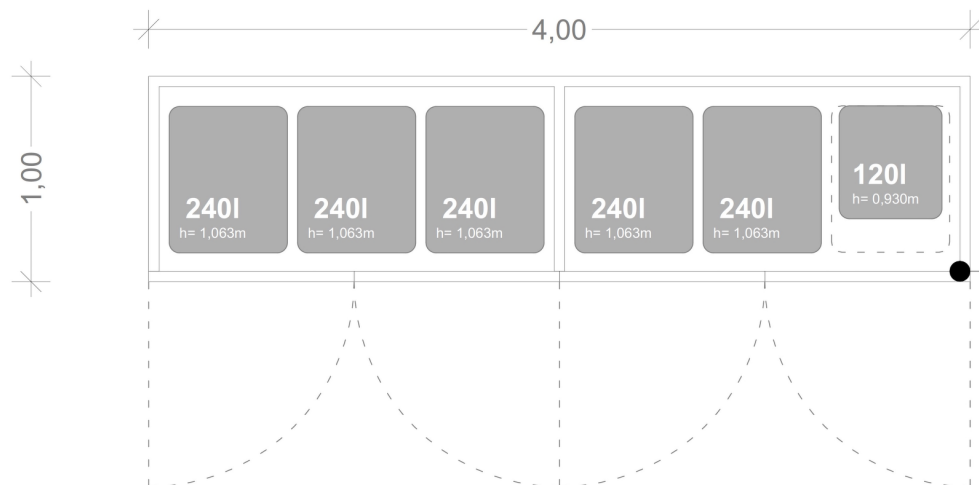 4,00
1,00
240l
h= 1,063m
240l
h= 1,063m
240l
h= 1,063m
240l
h= 1,063m
240l
h= 1,063m
120l
h= 0,930m